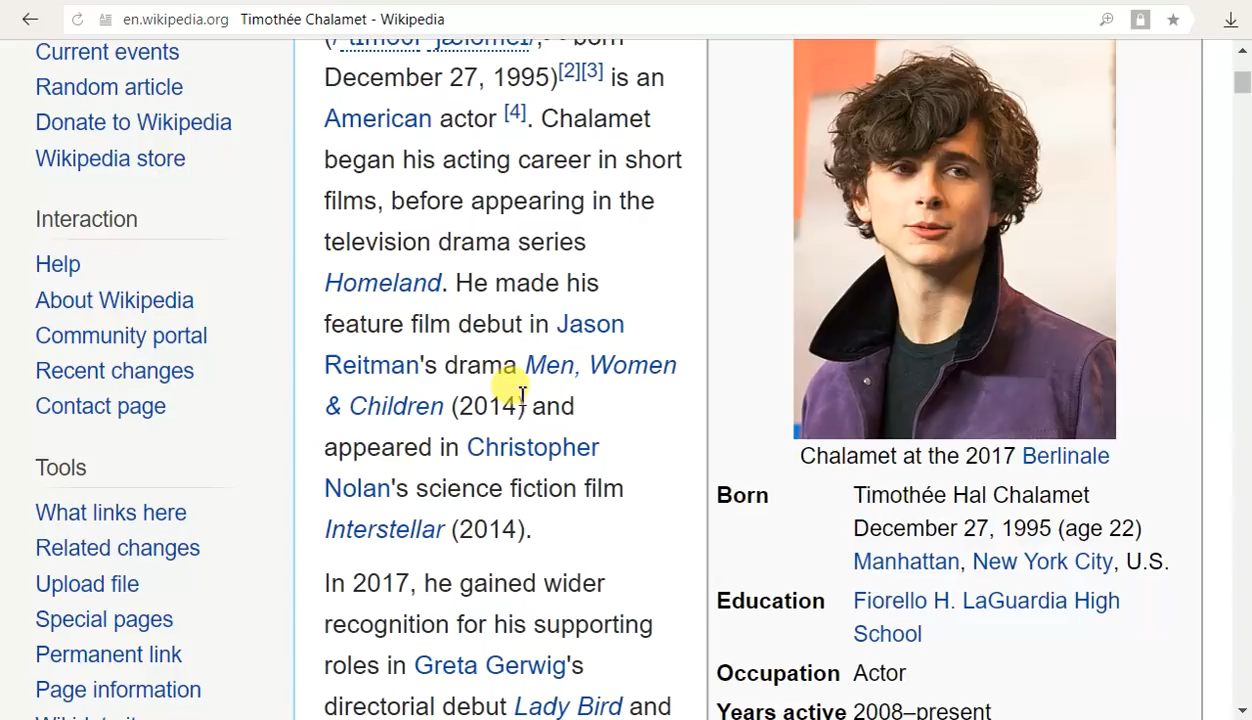 en.wikipedia.org Timothée Chalamet - Wikipedia
Current events
Random article
Donate to Wikipedia
Wikipedia store
Interaction
Help
About Wikipedia
Community portal
Recent changes
Contact page
Tools
What links here
Related changes
Upload file
Special pages
Permanent link
Page information
born
December 27, 1995)[2][3] is an
American actor [4]. Chalamet
began his acting career in short
films, before appearing in the
television drama series
Homeland. He made his
feature film debut in Jason
Reitman's drama Men, Women
& Children (2014) and
appeared in Christopher
Nolan's science fiction film
Interstellar (2014).
In 2017, he gained wider
recognition for his supporting
roles in Greta Gerwig's
directorial debut Lady Bird and
Chalamet at the 2017 Berlinale
Born Timothée Hal Chalamet
December 27, 1995 (age 22)
Manhattan, New York City, U.S.
Education Fiorello H. LaGuardia High
School
Occupation Actor
Years active 2008–present